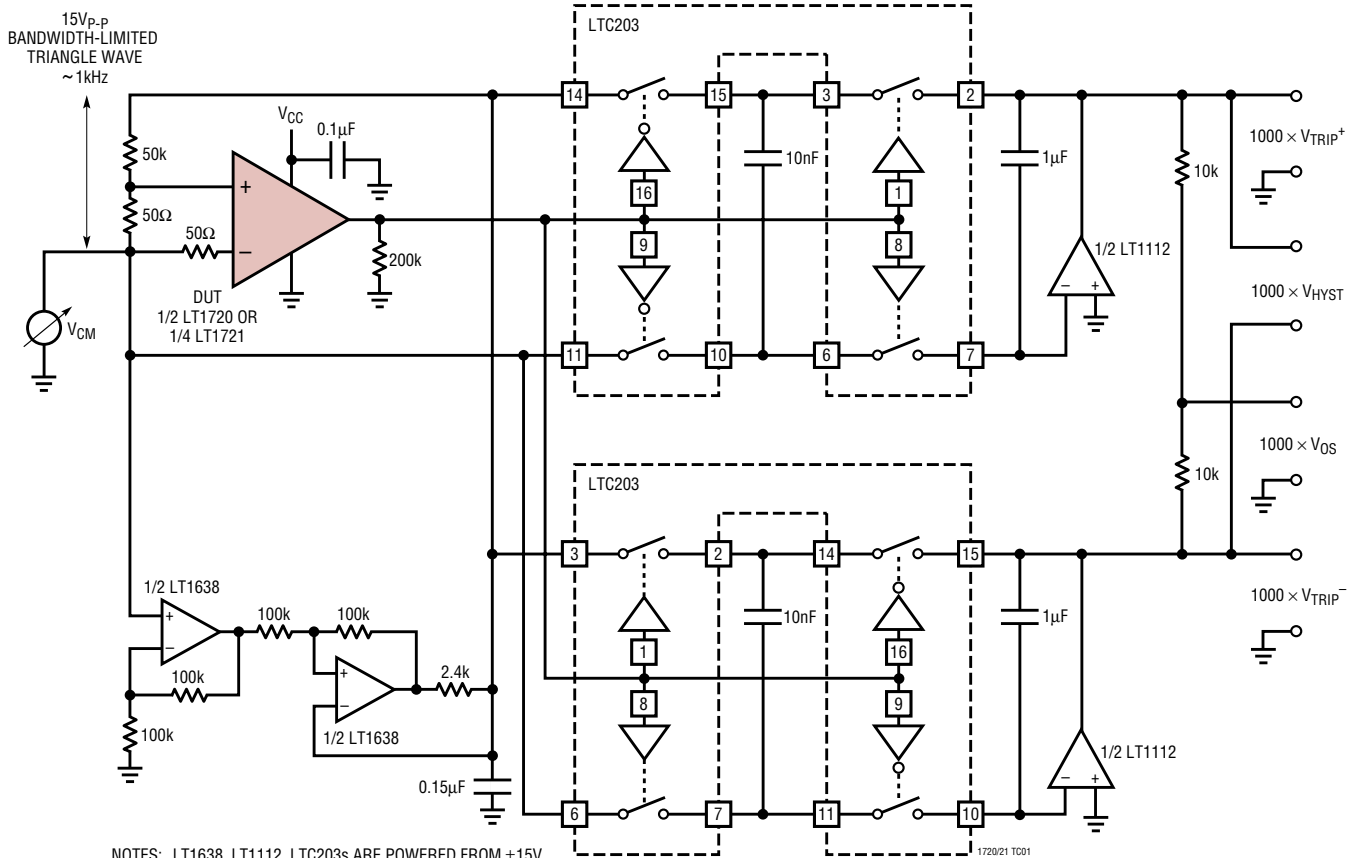 15VP-P
BANDWIDTH-LIMITED
TRIANGLE WAVE
~1kHz
LTC203
14
15
3
2
VCC
0.1µF
50k
+
50Ω
50Ω
−
200k
DUT
1/2 LT1720 OR
1/4 LT1721
VCM
16
1
9
8
10nF
1µF
11
10
6
7
1/2 LT1112
−
+
10k
10k
1000 × VTRIP+
1000 × VHYST
1000 × VOS
1000 × VTRIP−
LTC203
3
2
14
15
1
16
8
9
10nF
1µF
6
7
11
10
1/2 LT1112
−
+
1/2 LT1638
+
−
100k
100k
100k
100k
+
−
1/2 LT1638
2.4k
0.15µF
1720/21 TC01
NOTES: LT1638, LT1112, LTC203s ARE POWERED FROM ±15V.